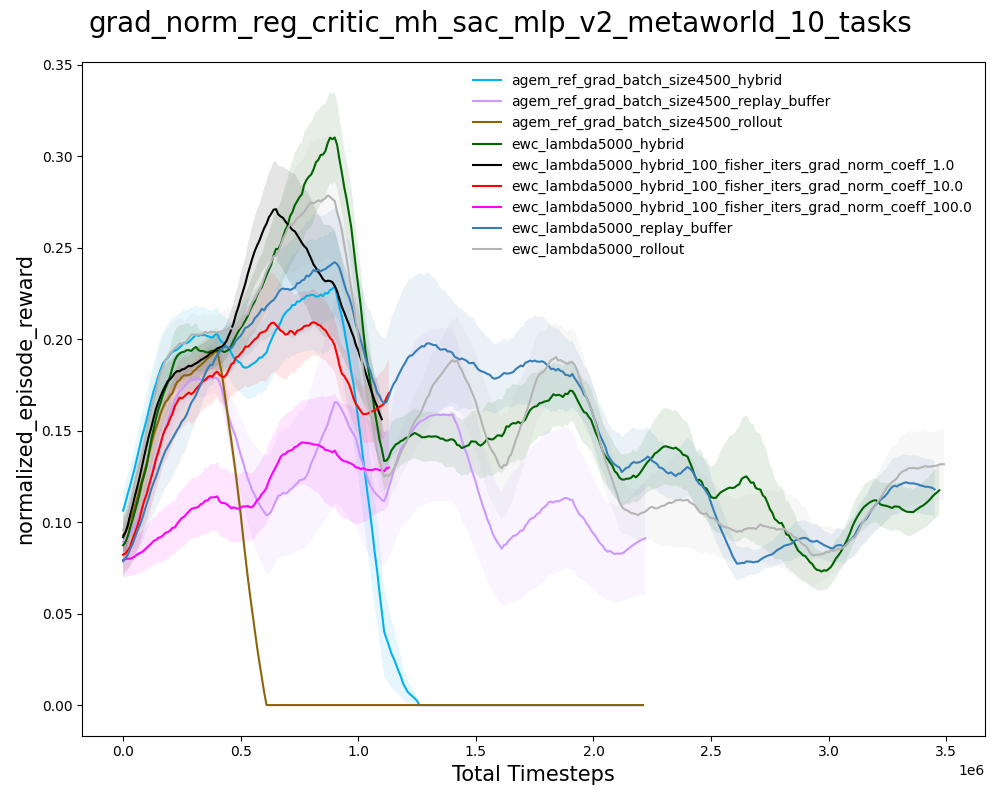 grad_norm_reg_critic_mh_sac_mlp_v2_metaworld_10_tasks
normalized_episode_reward
0.35
0.30
0.25
0.20
0.15
0.10
0.05
0.00
agem_ref_grad_batch_size4500_hybrid
agem_ref_grad_batch_size4500_replay_buffer
agem_ref_grad_batch_size4500_rollout
ewc_lambda5000_hybrid
ewc_lambda5000_hybrid_100_fisher_iters_grad_norm_coeff_1.0
ewc_lambda5000_hybrid_100_fisher_iters_grad_norm_coeff_10.0
ewc_lambda5000_hybrid_100_fisher_iters_grad_norm_coeff_100.0
ewc_lambda5000_replay_buffer
ewc_lambda5000_rollout
0.0 0.5 1.0 1.5 2.0 2.5 3.0 3.5
1e6
Total Timesteps